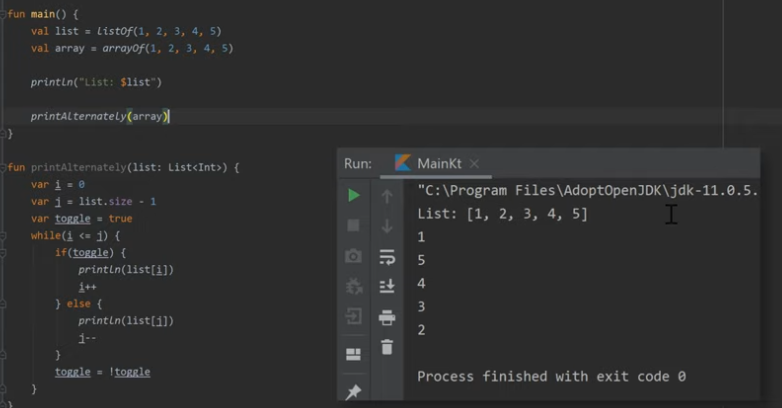 fun main() {
val list = listOf(1, 2, 3, 4, 5)
val array = arrayOf(1, 2, 3, 4, 5)
println("List: $list")
printAlternately(array)
}
fun printAlternately(list: List<Int>) {
var i = 0
var j = list.size - 1
var toggle = true
while(i <= j) {
if(toggle) {
println(list[i])
i++
} else {
println(list[j])
j--
}
toggle = !toggle
}
}
Run: MainKt
"C:\Program Files\AdoptOpenJDK\jdk-11.0.5.
List: [1, 2, 3, 4, 5]
1
5
4
3
2
Process finished with exit code 0